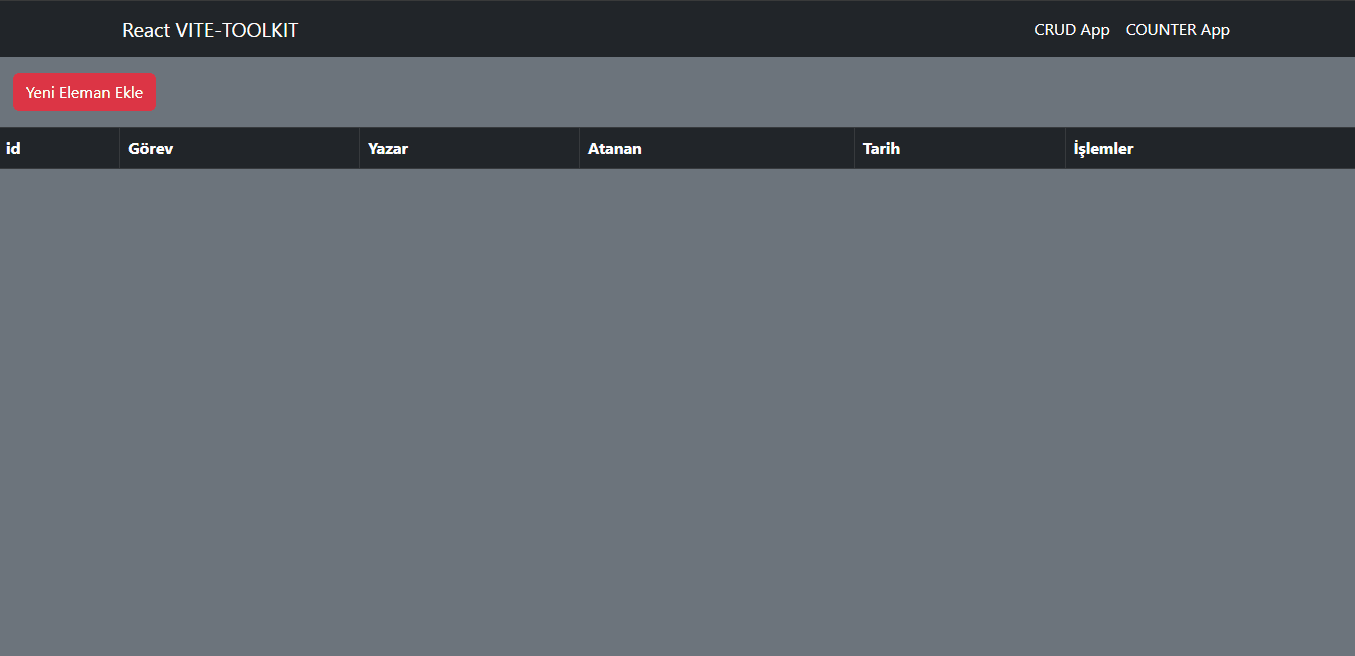 React VITE-TOOLKIT CRUD App COUNTER App
Yeni Eleman Ekle
id Görev Yazar Atanan Tarih İşlemler